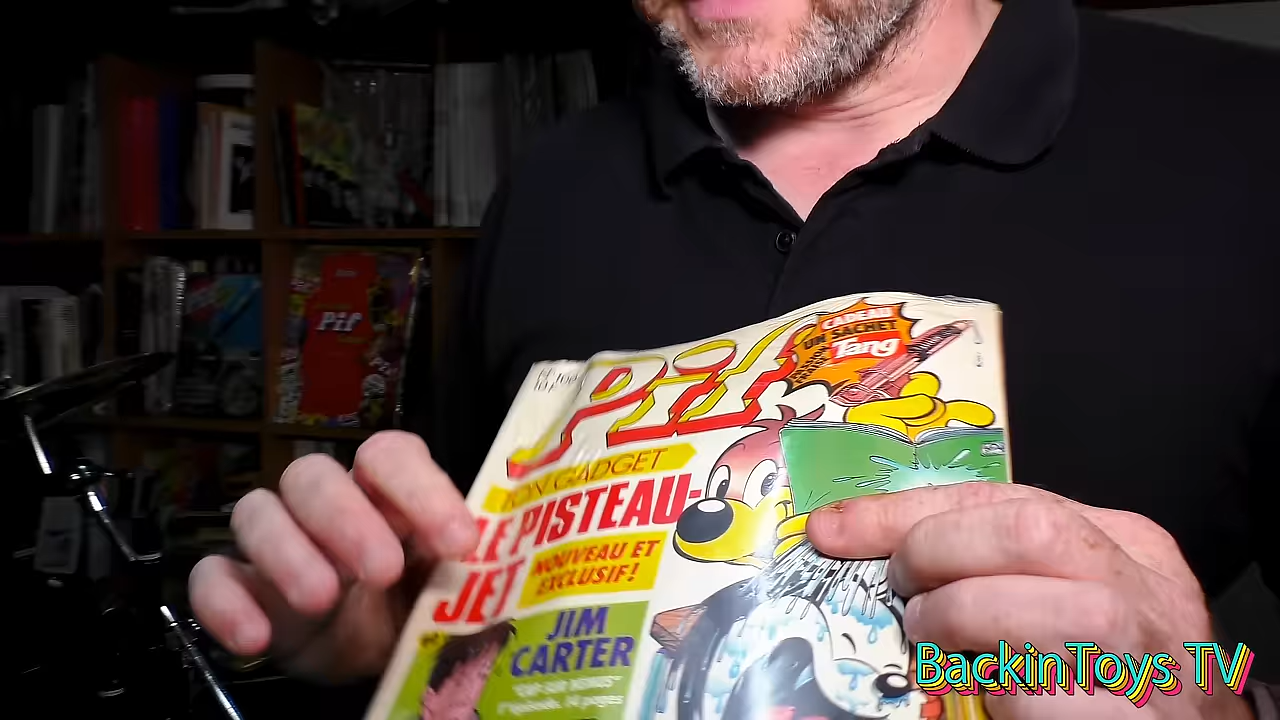 Pif
CADEAU
UN SACHET
Tang
TON GADGET
LE PISTEAU-
JET
NOUVEAU ET
EXCLUSIF!
JIM
CARTER
Pif
BackinToys TV